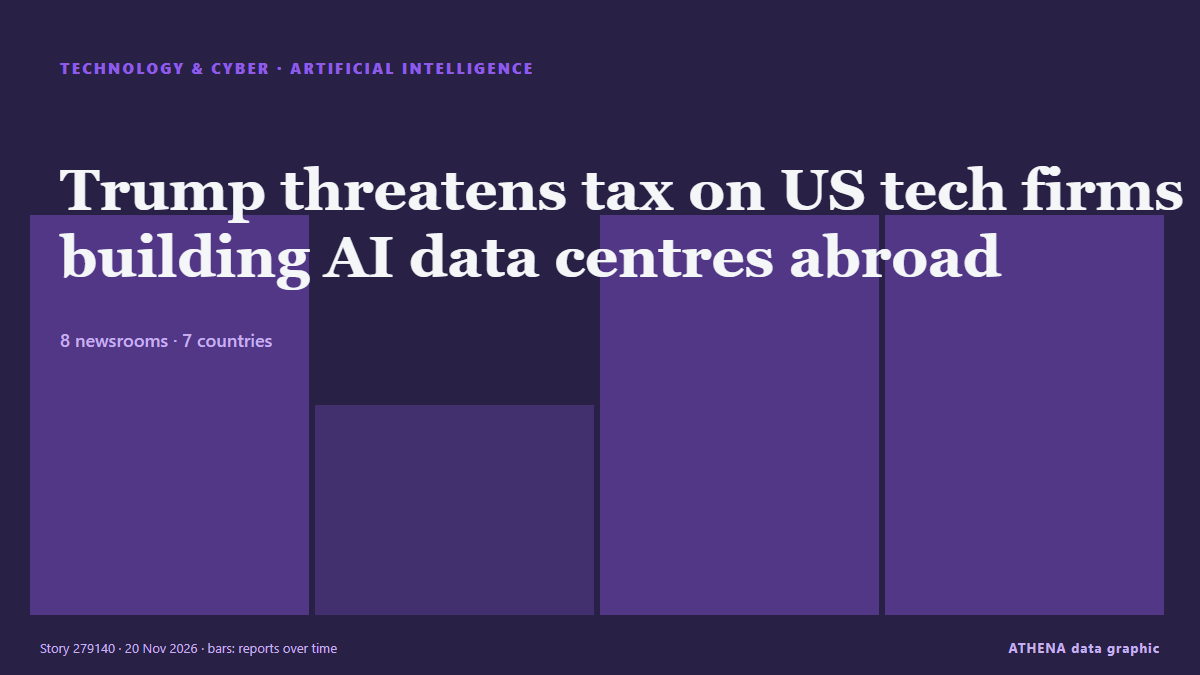 TECHNOLOGY & CYBER · ARTIFICIAL INTELLIGENCE
Trump threatens tax on US tech firms
building AI data centres abroad
8 newsrooms · 7 countries
Story 279140 · 20 Nov 2026 · bars: reports over time
ATHENA data graphic